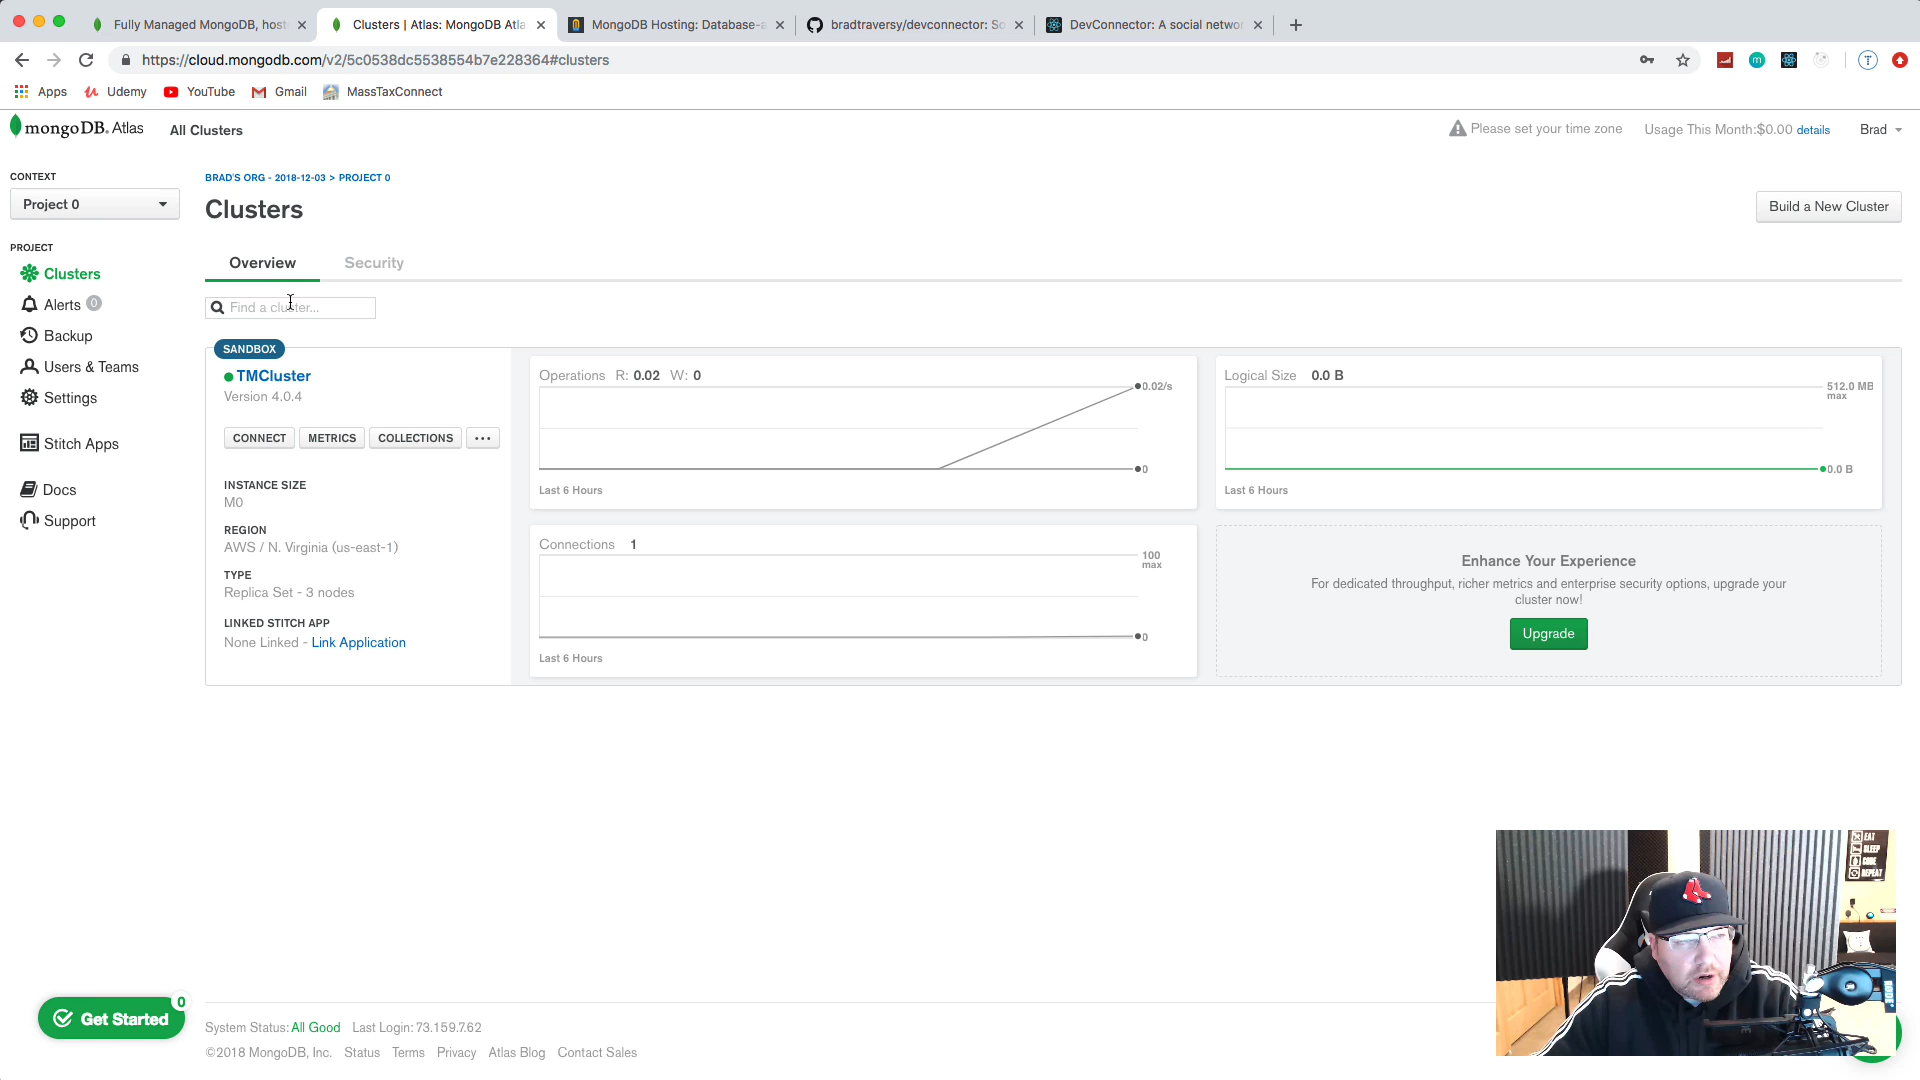 Fully Managed MongoDB, host
Clusters | Atlas: MongoDB Atla
MongoDB Hosting: Database-a
bradtraversy/devconnector: So
DevConnector: A social networ
https://cloud.mongodb.com/v2/5c0538dc5538554b7e228364#clusters
Apps
Udemy
YouTube
Gmail
MassTaxConnect
mongoDB. Atlas
All Clusters
Please set your time zone
Usage This Month:$0.00 details
Brad
CONTEXT
Project 0
PROJECT
Clusters
Alerts 0
Backup
Users & Teams
Settings
Stitch Apps
Docs
Support
BRAD'S ORG - 2018-12-03 > PROJECT 0
Clusters
Build a New Cluster
Overview
Security
Find a cluster...
SANDBOX
TMCluster
Version 4.0.4
CONNECT
METRICS
COLLECTIONS
...
INSTANCE SIZE
M0
REGION
AWS / N. Virginia (us-east-1)
TYPE
Replica Set - 3 nodes
LINKED STITCH APP
None Linked - Link Application
Operations R: 0.02 W: 0
0.02/s
0
Last 6 Hours
Logical Size 0.0 B
512.0 MB
max
0.0 B
Last 6 Hours
Connections 1
100
max
0
Last 6 Hours
Enhance Your Experience
For dedicated throughput, richer metrics and enterprise security options, upgrade your
cluster now!
Upgrade
EAT
SLEEP
CODE
REPEAT
Get Started
0
System Status: All Good Last Login: 73.159.7.62
©2018 MongoDB, Inc. Status Terms Privacy Atlas Blog Contact Sales